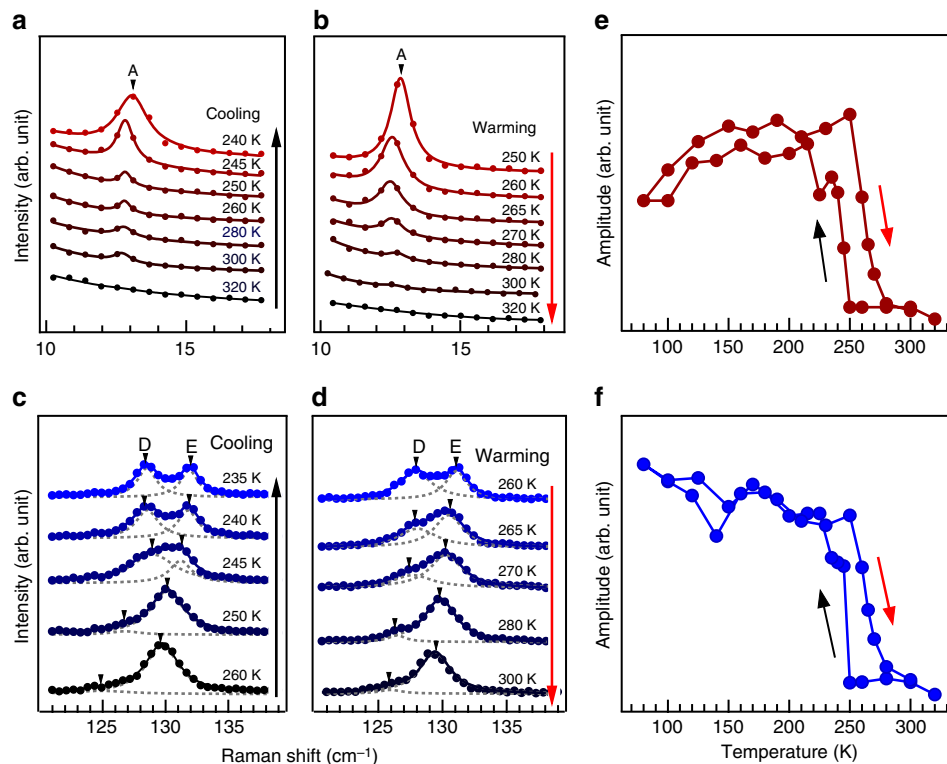 a
A
Cooling
240 K
245 K
250 K
260 K
280 K
300 K
320 K
Intensity (arb. unit)
10
15
b
A
Warming
250 K
260 K
265 K
270 K
280 K
300 K
320 K
10
15
c
D
E
Cooling
235 K
240 K
245 K
250 K
260 K
Intensity (arb. unit)
125
130
135
d
D
E
Warming
260 K
265 K
270 K
280 K
300 K
125
130
135
Raman shift (cm⁻¹)
e
Amplitude (arb. unit)
100
150
200
250
300
f
Amplitude (arb. unit)
100
150
200
250
300
Temperature (K)